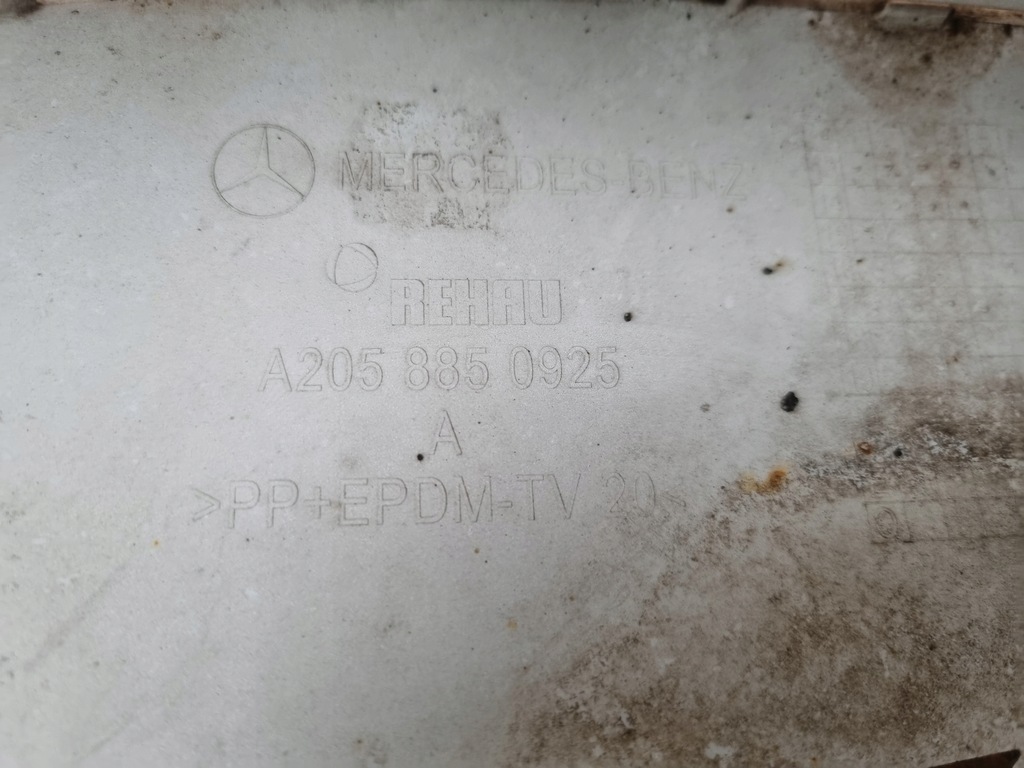 MERCEDES BENZ
REHAU
A205 885 0925
A
>PP+EPDM-TV 20<